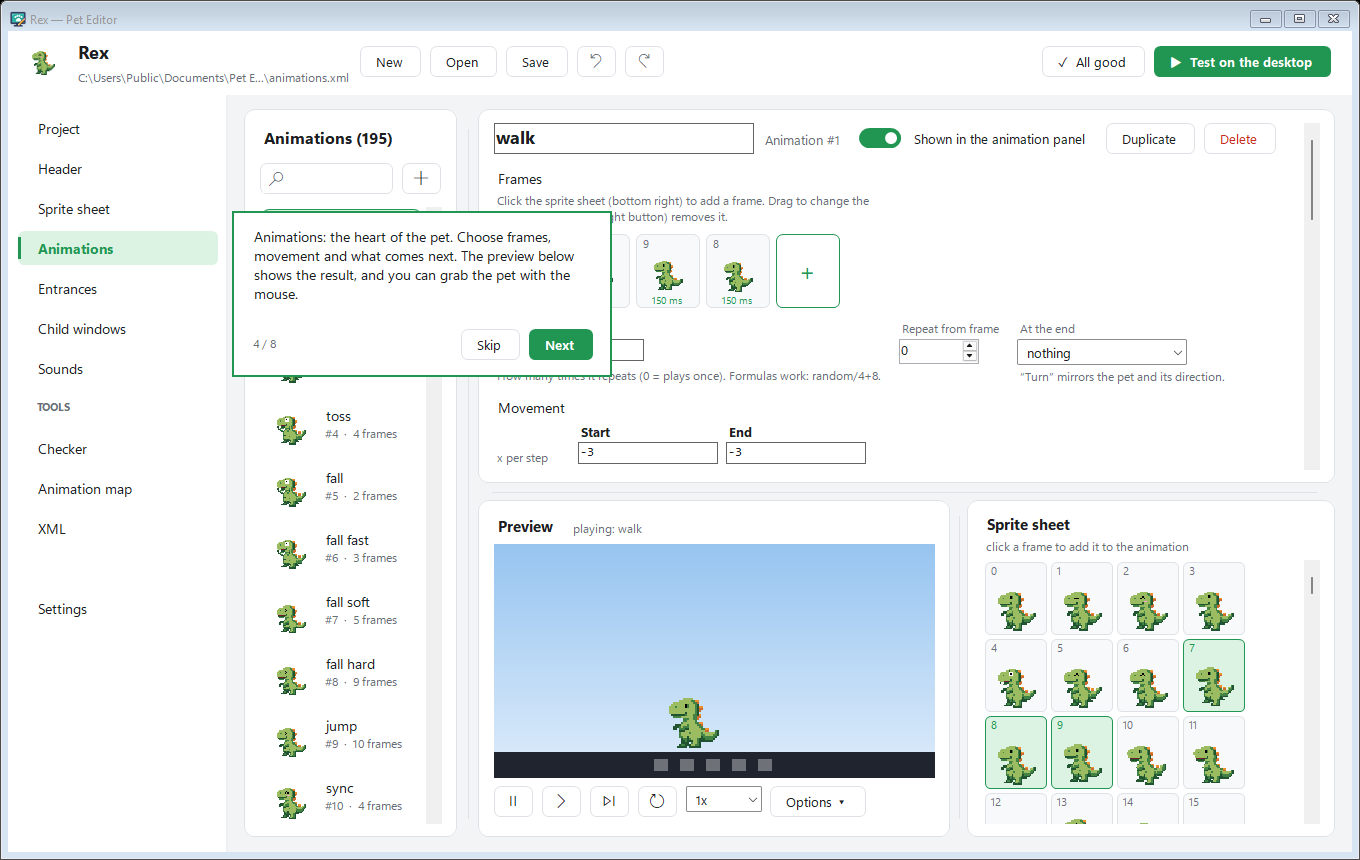 Rex — Pet Editor
Rex
C:\Users\Public\Documents\Pet E...\animations.xml
New
Open
Save
✓ All good
▶ Test on the desktop
Project
Header
Sprite sheet
Animations
Entrances
Child windows
Sounds
TOOLS
Checker
Animation map
XML
Settings
Animations (195)
toss
#4 · 4 frames
fall
#5 · 2 frames
fall fast
#6 · 3 frames
fall soft
#7 · 5 frames
fall hard
#8 · 9 frames
jump
#9 · 10 frames
sync
#10 · 4 frames
Animations: the heart of the pet. Choose frames,
movement and what comes next. The preview below
shows the result, and you can grab the pet with the
mouse.
4 / 8
Skip
Next
walk
Animation #1
Shown in the animation panel
Duplicate
Delete
Frames
Click the sprite sheet (bottom right) to add a frame. Drag to change the
button) removes it.
9
150 ms
8
150 ms
+
Repeat from frame
0
At the end
nothing
How many times it repeats (0 = plays once). Formulas work: random/4+8.
“Turn” mirrors the pet and its direction.
Movement
Start
End
x per step
-3
-3
Preview
playing: walk
1x
Options
Sprite sheet
click a frame to add it to the animation
0
1
2
3
4
5
6
7
8
9
10
11
12
13
14
15